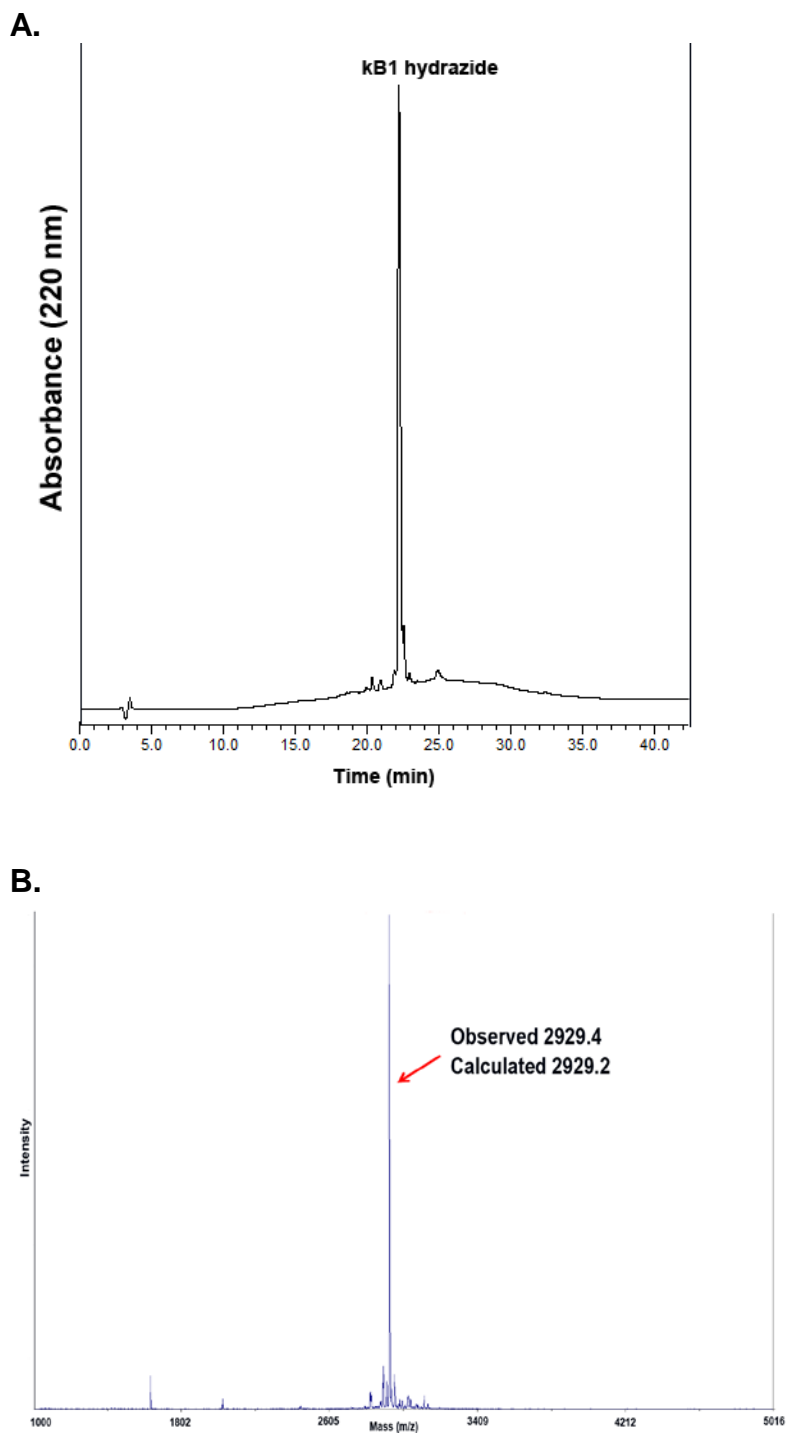 A.
kB1 hydrazide
Absorbance (220 nm)
0.0 5.0 10.0 15.0 20.0 25.0 30.0 35.0 40.0
Time (min)
B.
Observed 2929.4
Calculated 2929.2
Intensity
1000 1802 2605 3409 4212 5016
Mass (m/z)